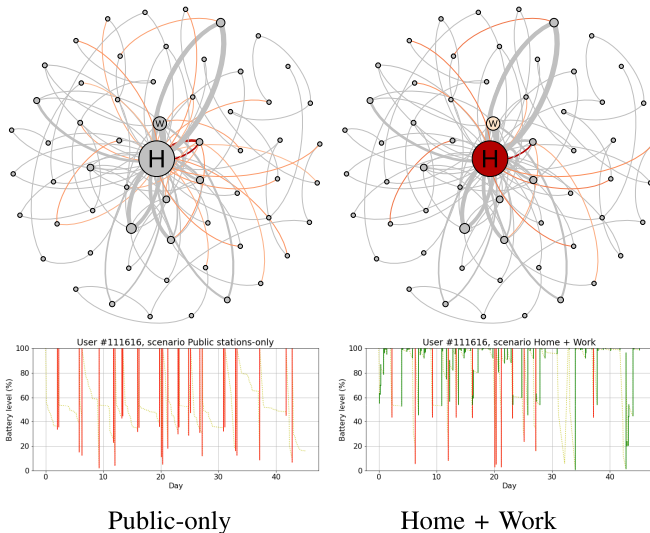 W
H
W
H
User #111616, scenario Public stations-only
100
80
60
40
20
0
Battery level (%)
0
10
20
30
40
Day
User #111616, scenario Home + Work
100
80
60
40
20
0
Battery level (%)
0
10
20
30
40
Day
Public-only
Home + Work